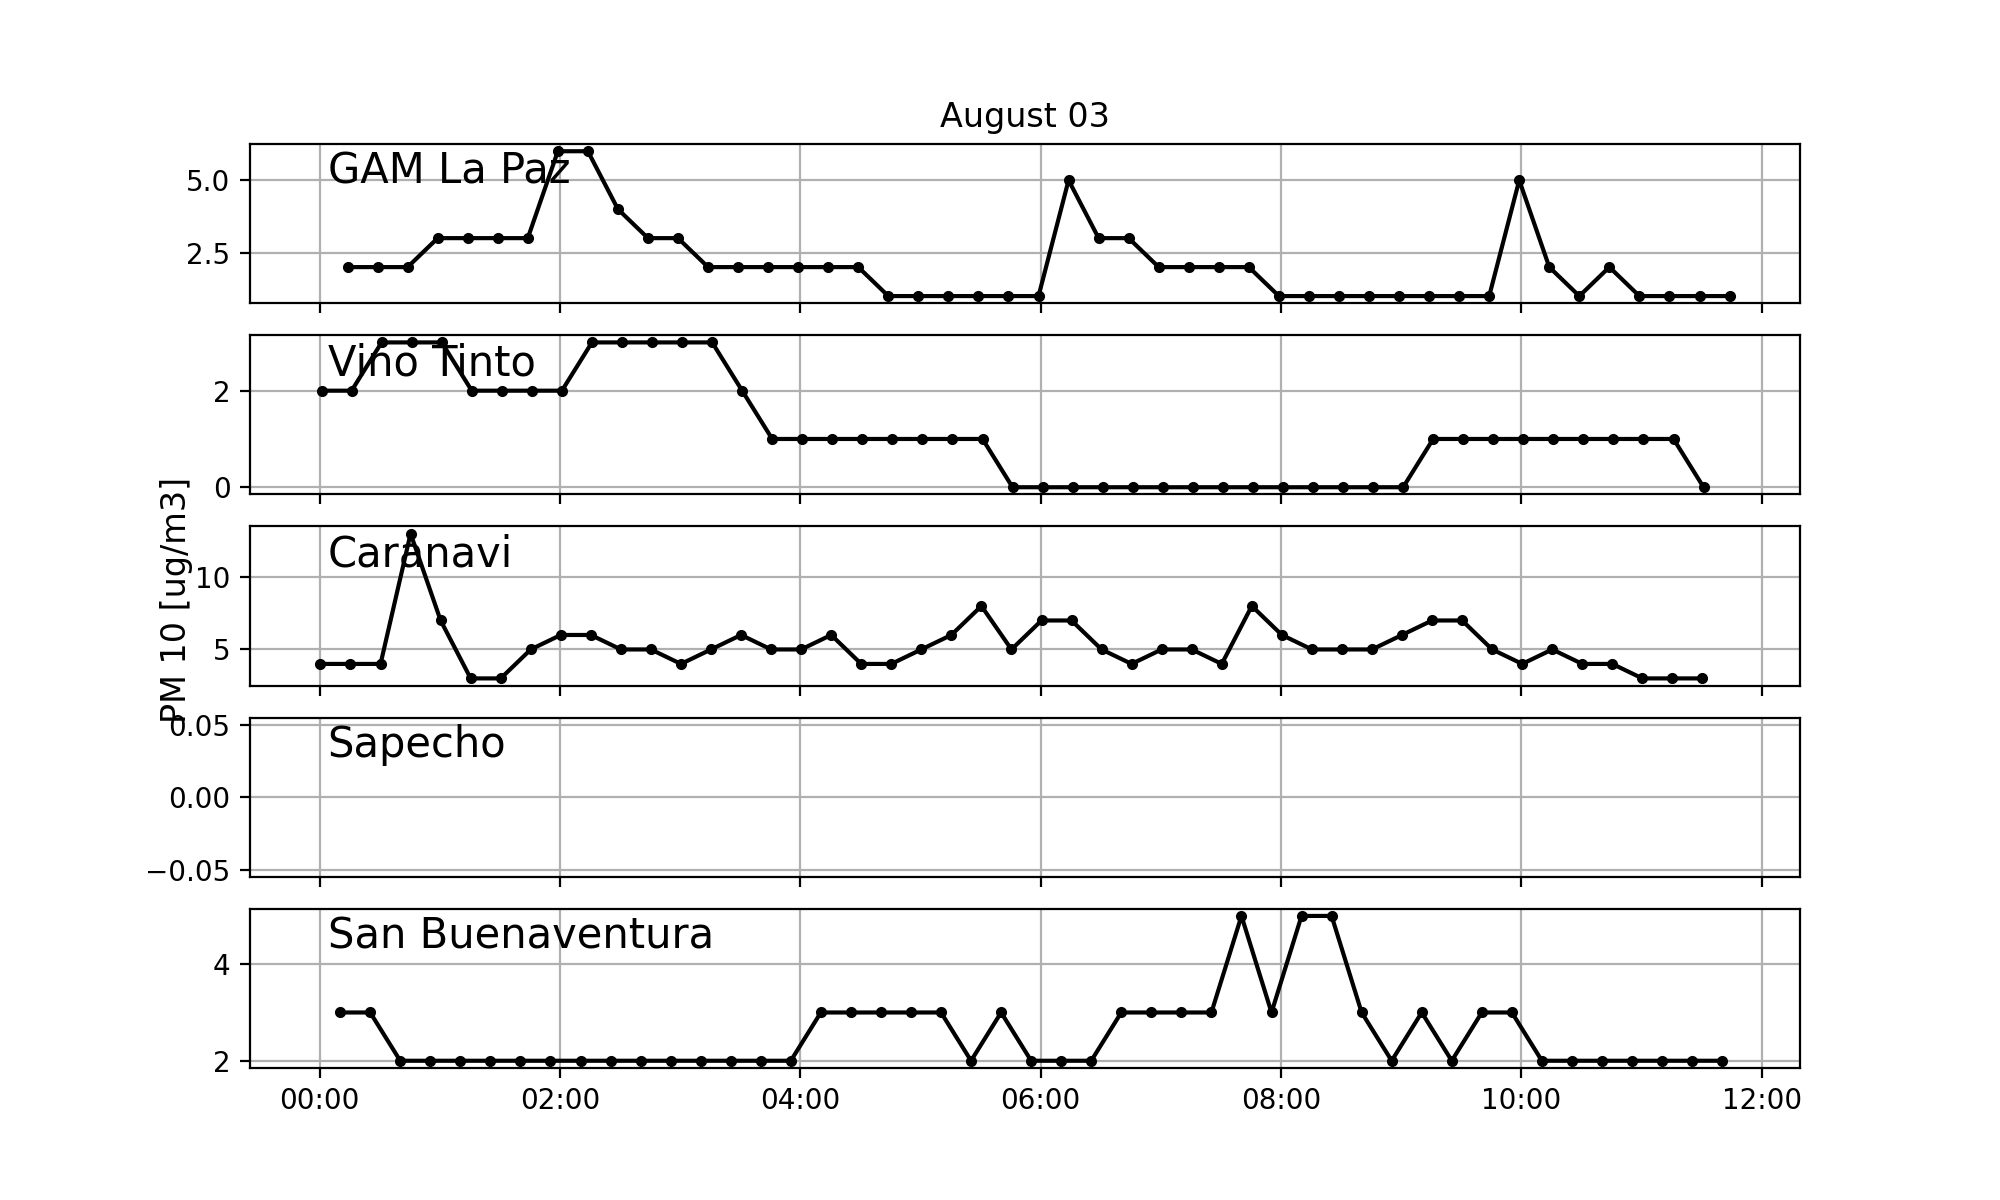 August 03
PM 10 [ug/m3]
GAM La Paz
5.0
2.5
Vino Tinto
2
0
Caranavi
10
5
Sapecho
0.05
0.00
−0.05
San Buenaventura
4
2
00:00 02:00 04:00 06:00 08:00 10:00 12:00